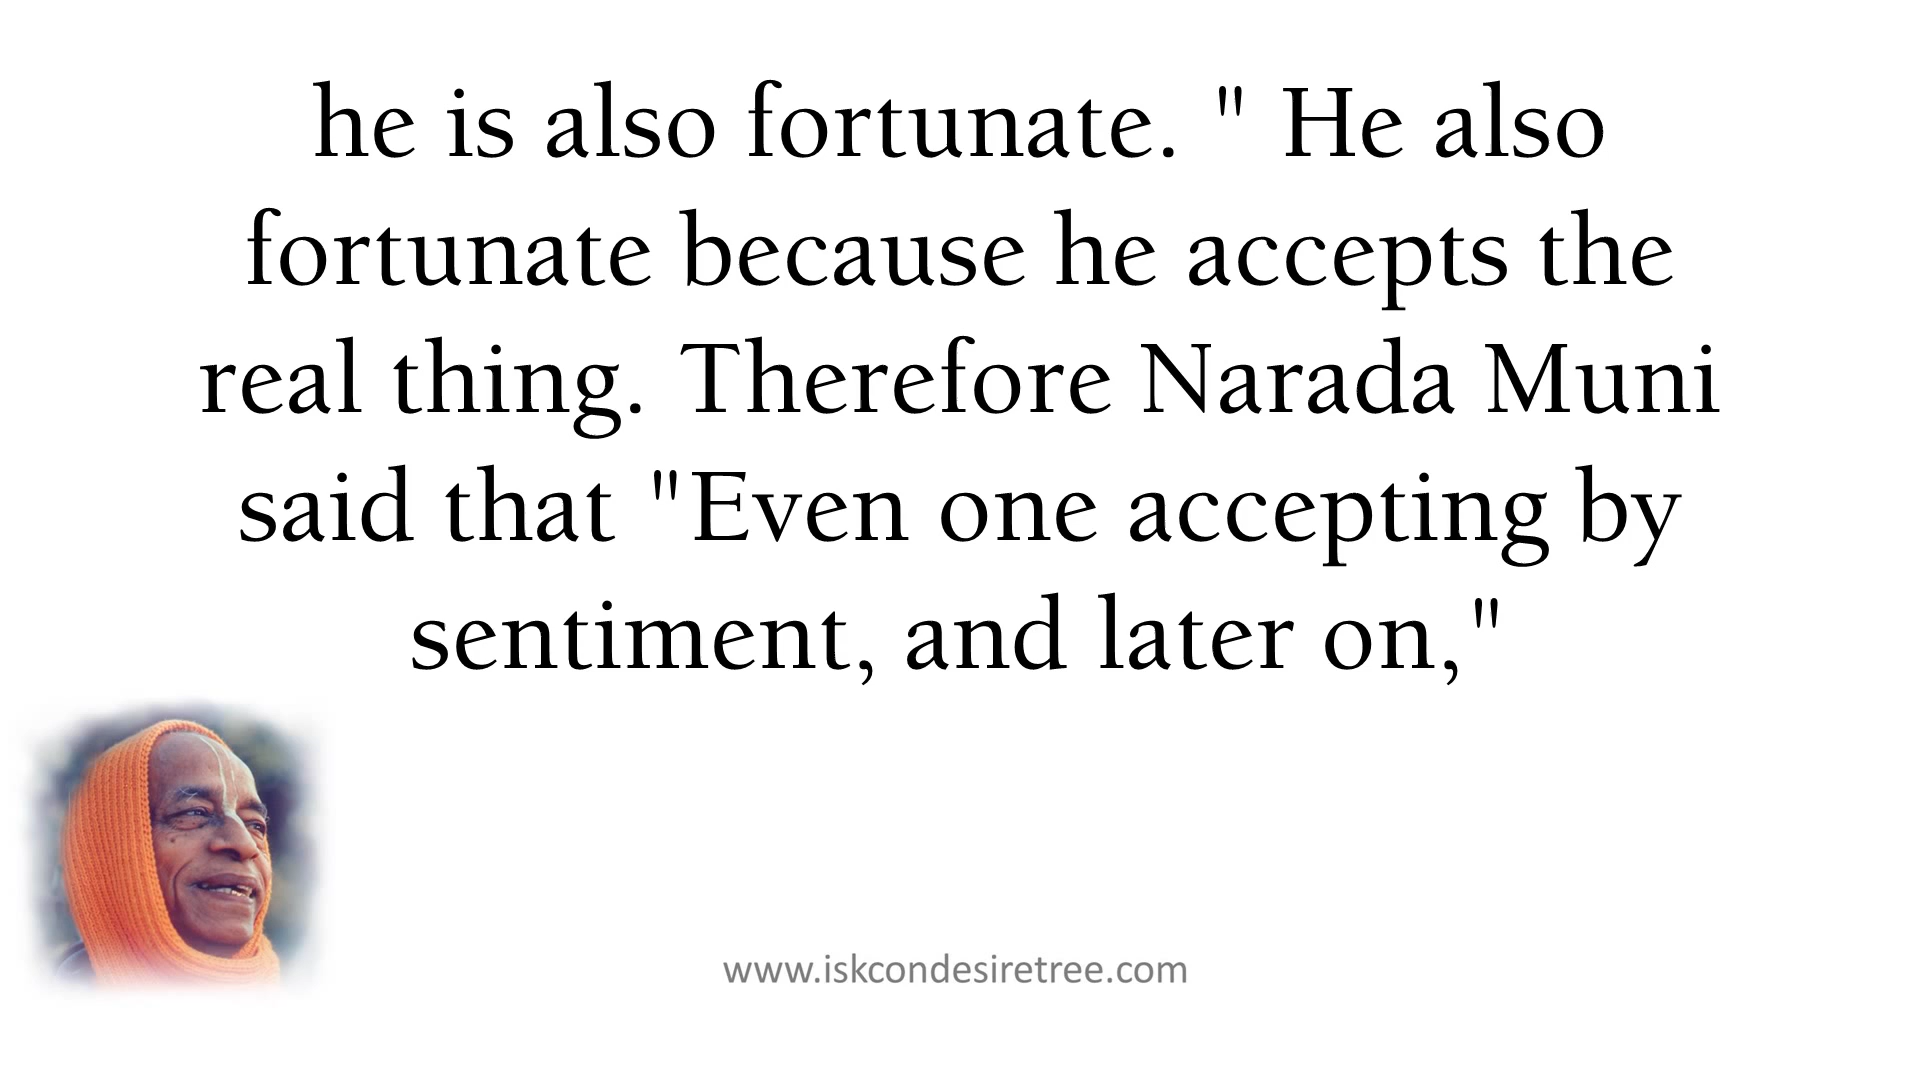 he is also fortunate. " He also
fortunate because he accepts the
real thing. Therefore Narada Muni
said that "Even one accepting by
sentiment, and later on,"
www.iskcondesiretree.com